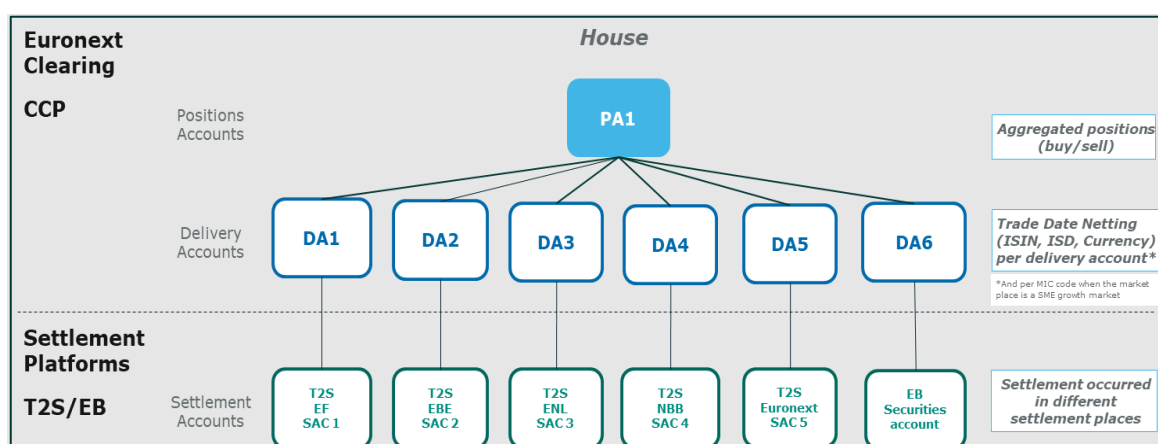 House
Euronext
Clearing
CCP
Positions
Accounts
PA1
Aggregated positions
(buy/sell)
Delivery
Accounts
DA1
DA2
DA3
DA4
DA5
DA6
Trade Date Netting
(ISIN, ISD, Currency)
per delivery account*
*And per MIC code when the market
place is a SME growth market
Settlement
Platforms
T2S/EB
Settlement
Accounts
T2S
EF
SAC 1
T2S
EBE
SAC 2
T2S
ENL
SAC 3
T2S
NBB
SAC 4
T2S
Euronext
SAC 5
EB
Securities
account
Settlement occurred
in different
settlement places